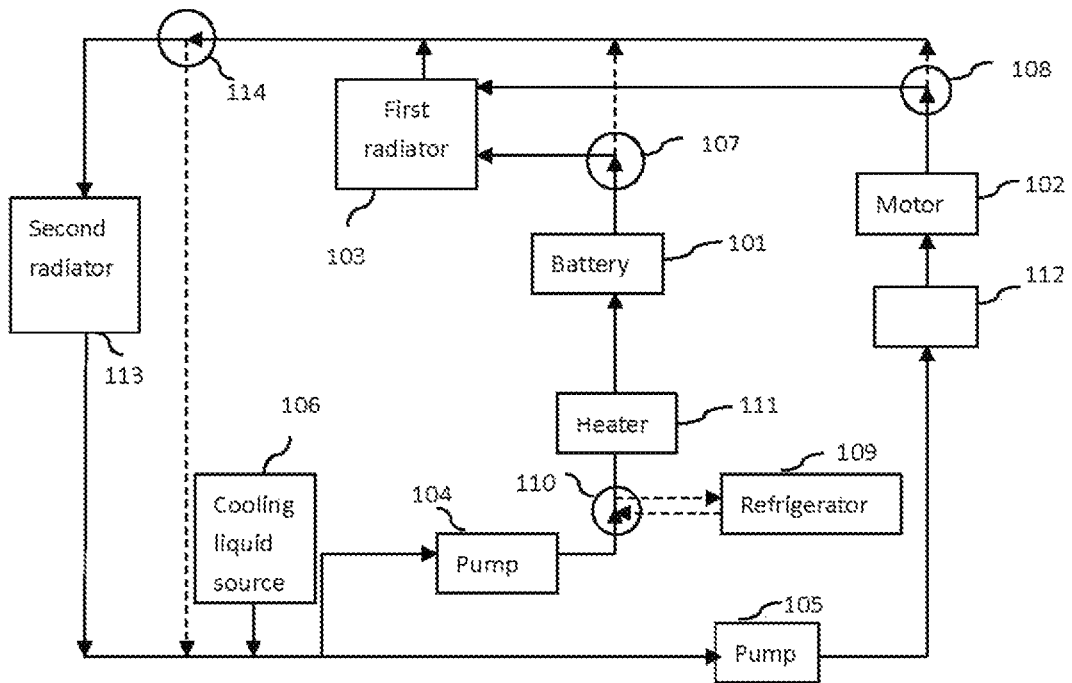 114
108
First
radiator
107
103
Motor
102
Second
radiator
Battery
101
112
113
106
Heater
111
109
110
Refrigerator
Cooling
liquid
source
104
Pump
105
Pump